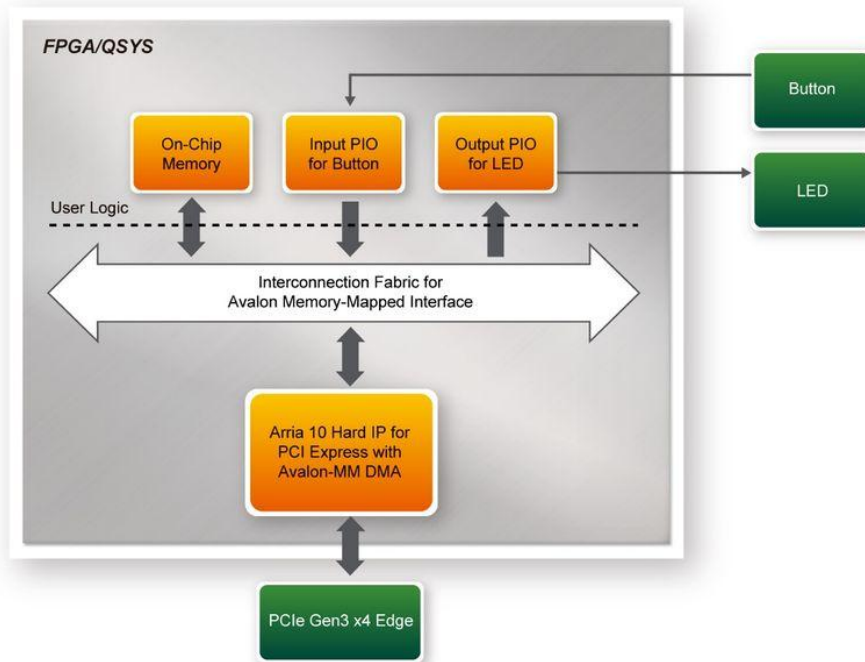 FPGA/QSYS
Button
On-Chip
Memory
Input PIO
for Button
Output PIO
for LED
LED
User Logic
Interconnection Fabric for
Avalon Memory-Mapped Interface
Arria 10 Hard IP for
PCI Express with
Avalon-MM DMA
PCIe Gen3 x4 Edge